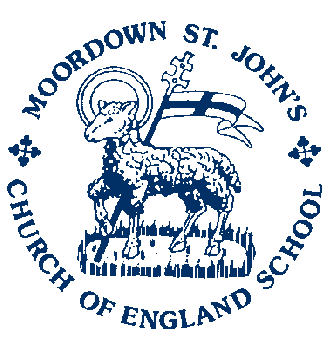 MOORDOWN ST. JOHN'S
CHURCH OF ENGLAND SCHOOL